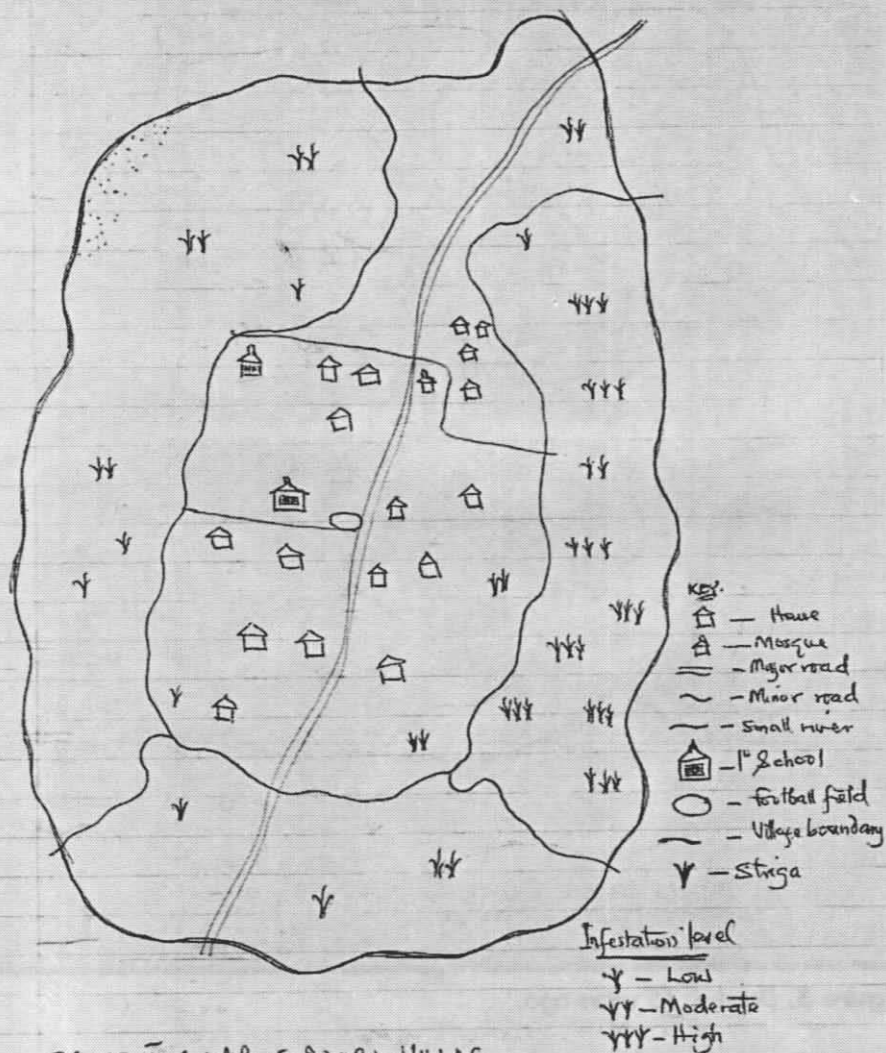 KEY.
— House
— Mosque
— Major road
— Minor road
— Small river
— 1° School
— football field
— Village boundary
— Striga
Infestation level
— Low
— Moderate
— High